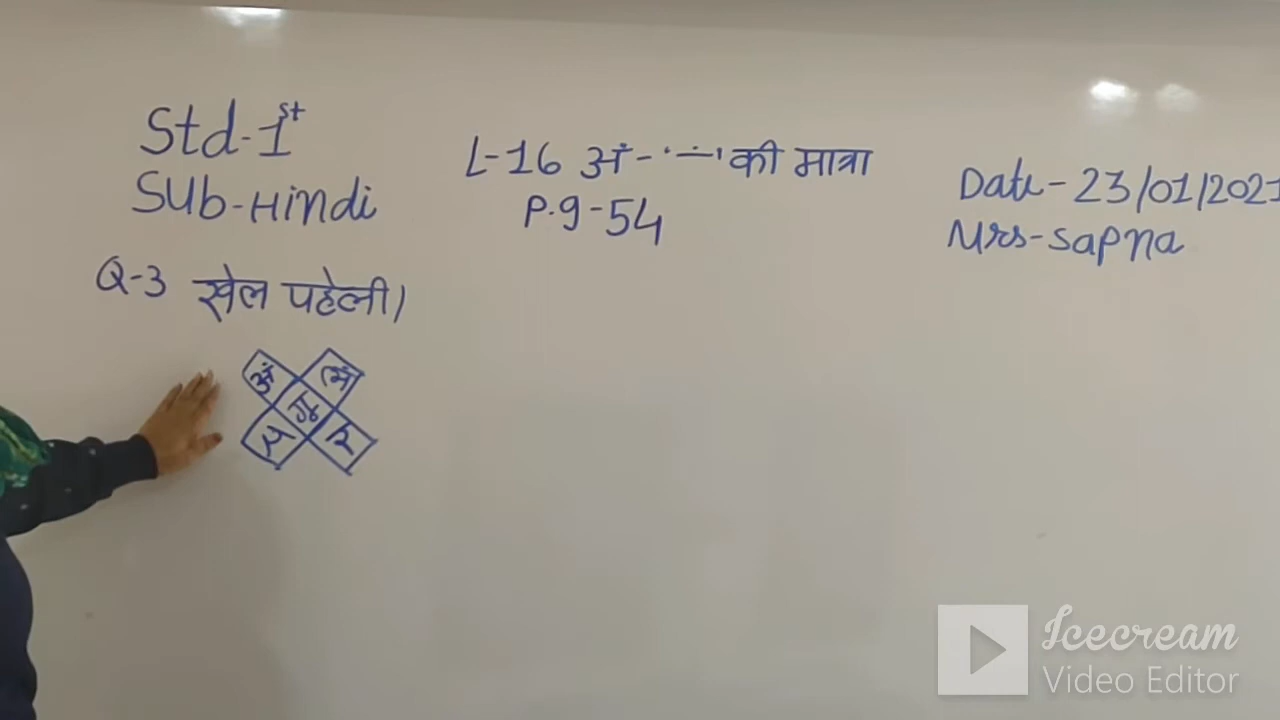 Std-1st
Sub-Hindi
L-16 अं- '—ं' की मात्रा
P.g-54
Date- 23/01/2021
Mrs-Sapna
Q-3 खेल पहेली।
अं भं
ग
र
Icecream
Video Editor